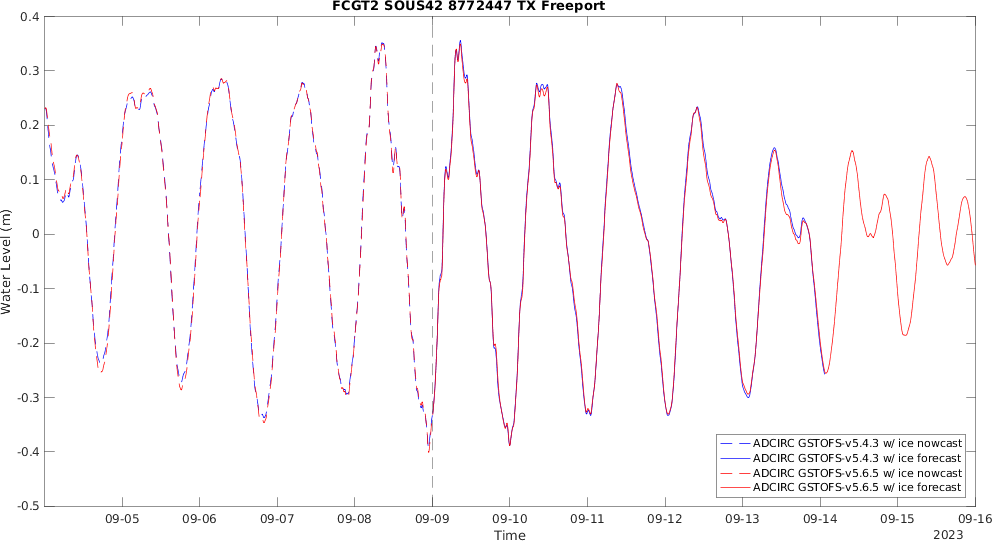 FCGT2 SOUS42 8772447 TX Freeport
Water Level (m)
0.4
0.3
0.2
0.1
0
-0.1
-0.2
-0.3
-0.4
-0.5
ADCIRC GSTOFS-v5.4.3 w/ ice nowcast
ADCIRC GSTOFS-v5.4.3 w/ ice forecast
ADCIRC GSTOFS-v5.6.5 w/ ice nowcast
ADCIRC GSTOFS-v5.6.5 w/ ice forecast
09-05 09-06 09-07 09-08 09-09 09-10 09-11 09-12 09-13 09-14 09-15 09-16
Time
2023